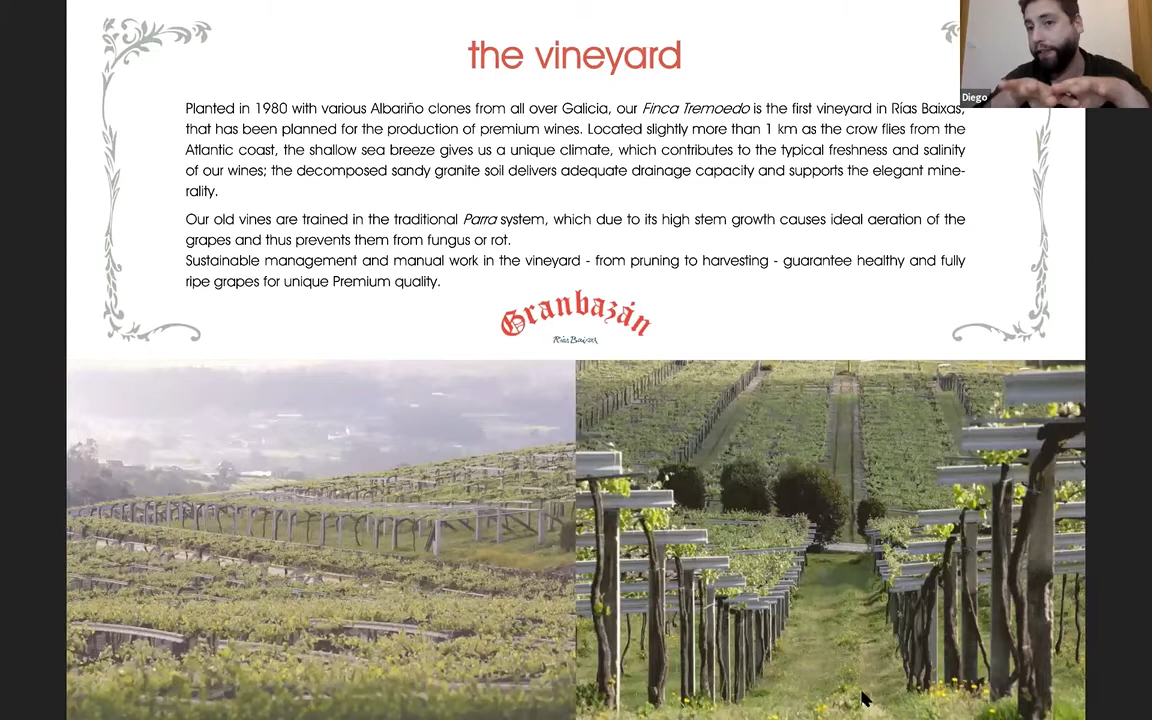 the vineyard
Diego
Planted in 1980 with various Albariño clones from all over Galicia, our Finca Tremoedo is the first vineyard in Rías Baixas,
that has been planned for the production of premium wines. Located slightly more than 1 km as the crow flies from the
Atlantic coast, the shallow sea breeze gives us a unique climate, which contributes to the typical freshness and salinity
of our wines; the decomposed sandy granite soil delivers adequate drainage capacity and supports the elegant mine-
rality.
Our old vines are trained in the traditional Parra system, which due to its high stem growth causes ideal aeration of the
grapes and thus prevents them from fungus or rot.
Sustainable management and manual work in the vineyard - from pruning to harvesting - guarantee healthy and fully
ripe grapes for unique Premium quality.
Granbazán
Rías Baixas